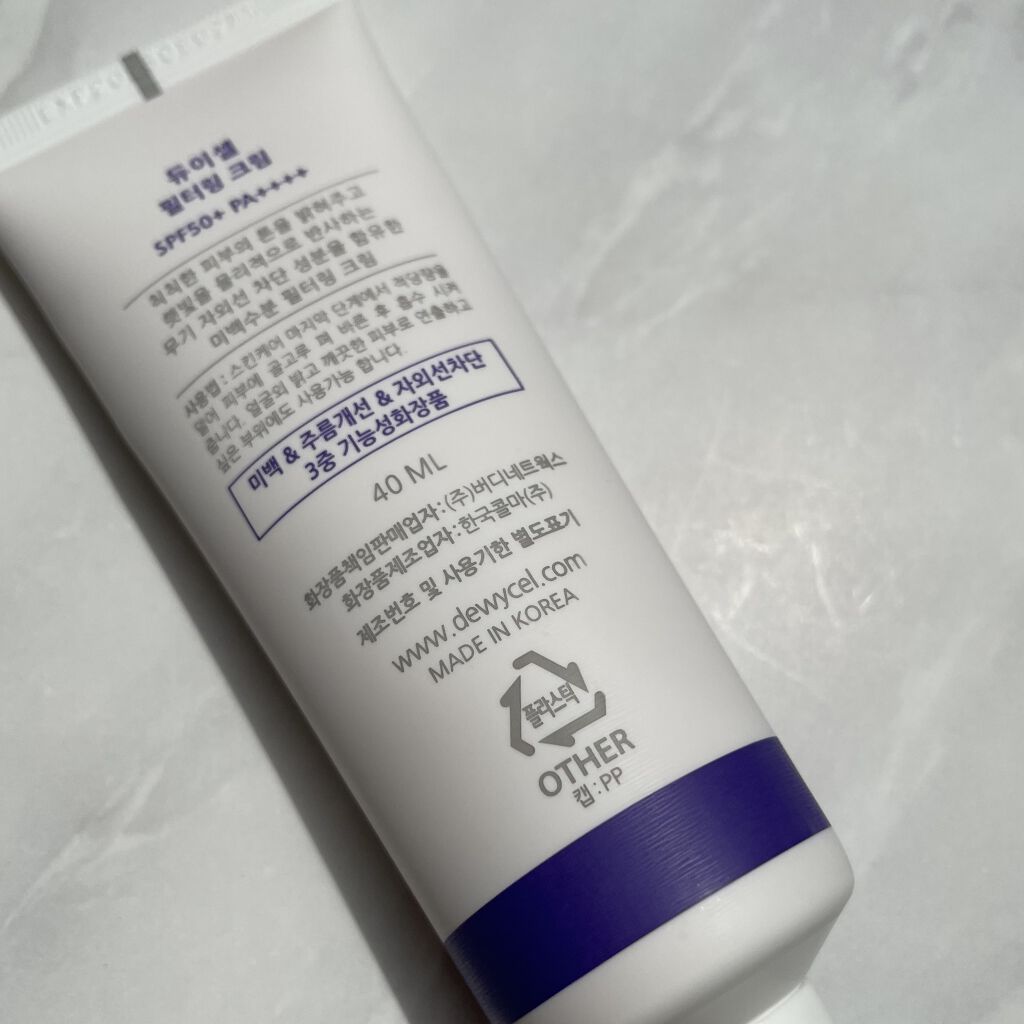 듀이셀
필터링 크림
SPF50+ PA++++
칙칙한 피부의 톤을 밝혀주고
햇빛을 물리적으로 반사하는
무기 자외선 차단 성분을 함유한
미백수분 필터링 크림
사용법 : 스킨케어 마지막 단계에서 적당량을
덜어 피부에 골고루 펴 바른 후 흡수 시켜
줍니다. 얼굴외 밝고 깨끗한 피부로 연출하고
싶은 부위에도 사용가능 합니다.
미백 & 주름개선 & 자외선차단
3중 기능성화장품
40 ML
화장품책임판매업자 : (주)버디네트웍스
화장품제조업자 : 한국콜마(주)
제조번호 및 사용기한 별도표기
www.dewycel.com
MADE IN KOREA
플라스틱
OTHER
캡 : PP